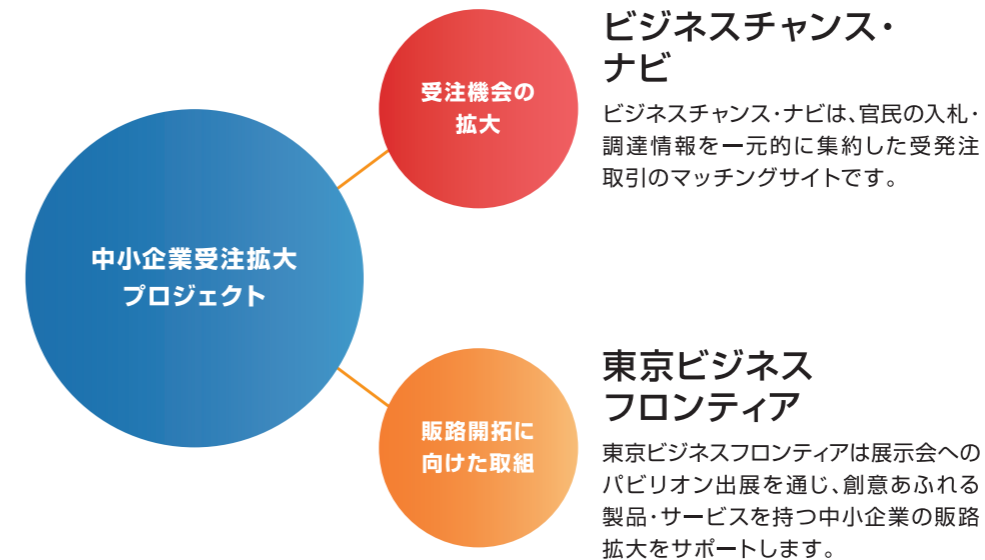 受注機会の
拡大
ビジネスチャンス・
ナビ
ビジネスチャンス・ナビは、官民の入札・
調達情報を一元的に集約した受発注
取引のマッチングサイトです。
中小企業受注拡大
プロジェクト
販路開拓に
向けた取組
東京ビジネス
フロンティア
東京ビジネスフロンティアは展示会への
パビリオン出展を通じ、創意あふれる
製品・サービスを持つ中小企業の販路
拡大をサポートします。